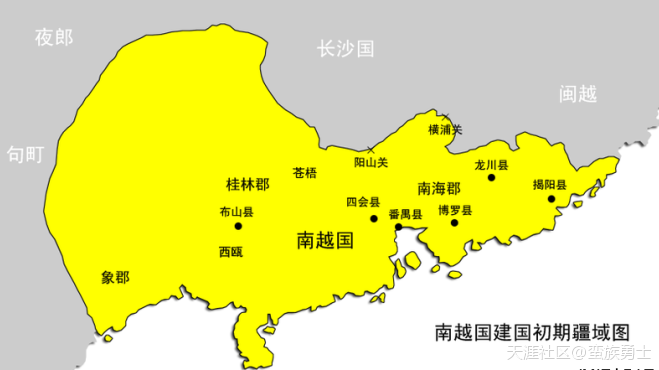 夜郎
长沙国
闽越
句町
横浦关
阳山关
龙川县
苍梧
桂林郡
南海郡
揭阳县
四会县
布山县
番禺县
博罗县
南越国
西瓯
象郡
南越国建国初期疆域图
天涯社区@蛮族勇士